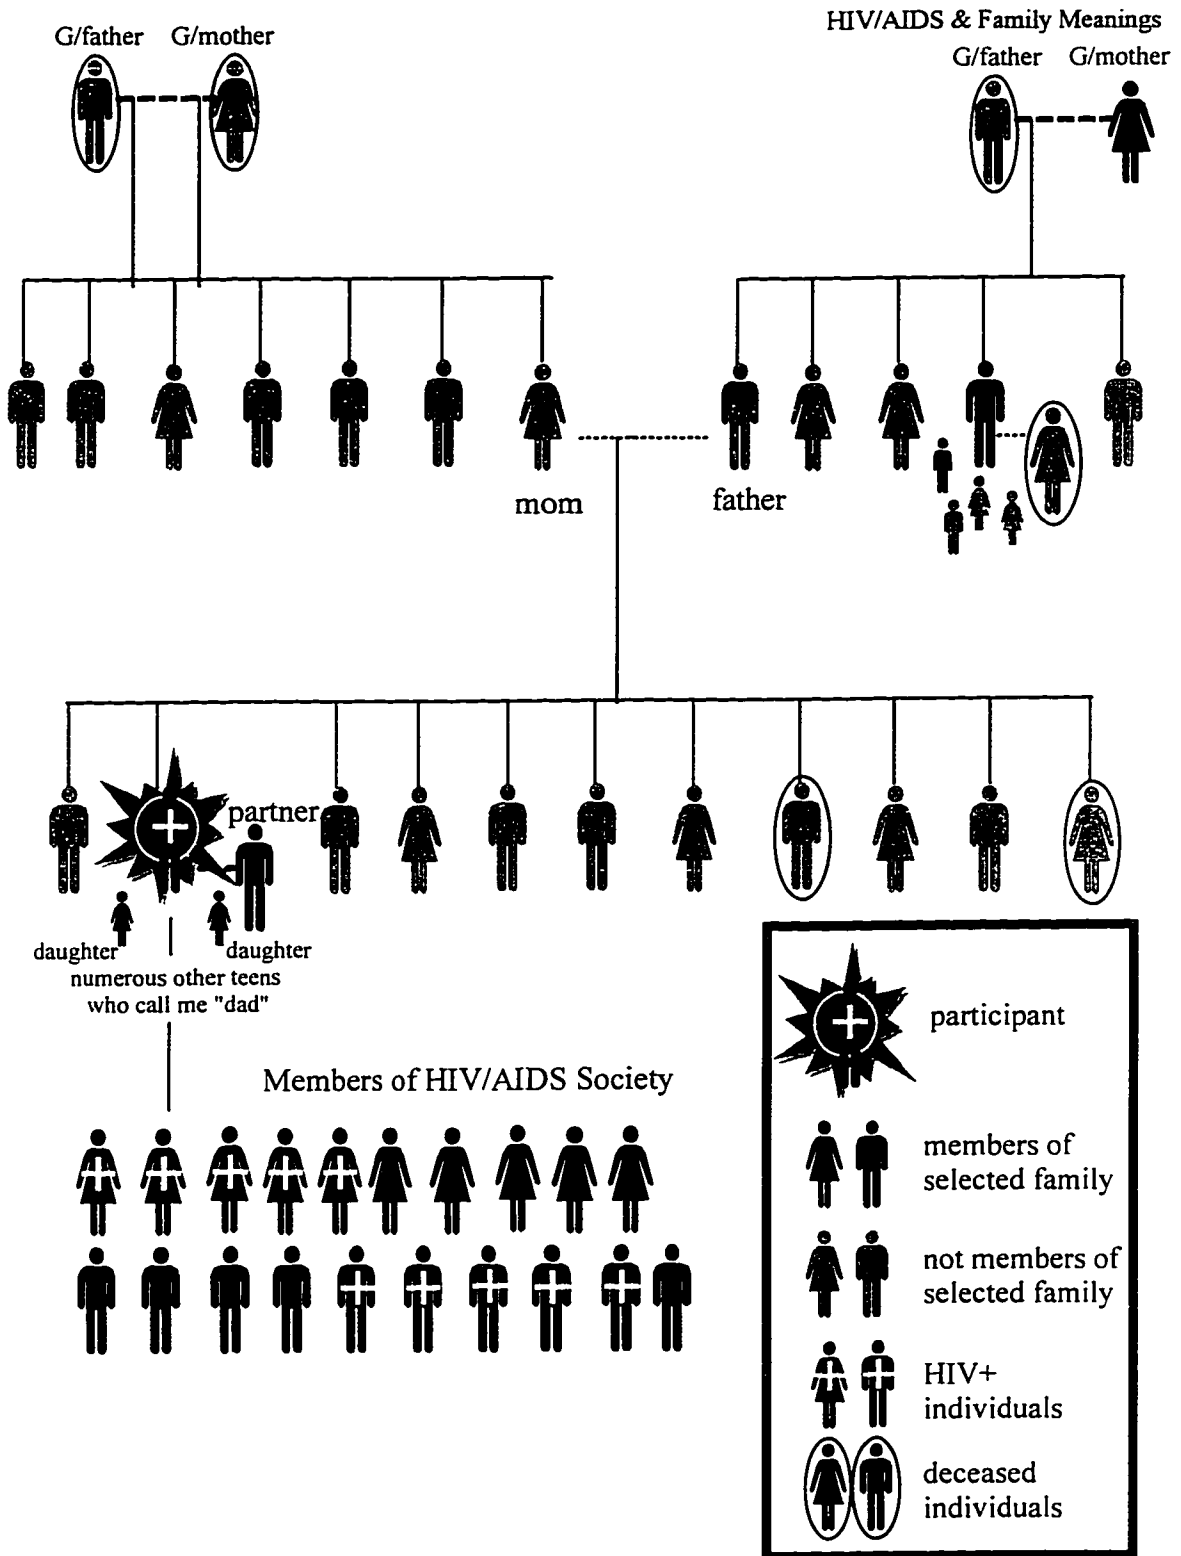 HIV/AIDS & Family Meanings
G/father G/mother
G/father G/mother
mom
father
partner
daughter
daughter
numerous other teens
who call me "dad"
Members of HIV/AIDS Society
participant
members of
selected family
not members of
selected family
HIV+
individuals
deceased
individuals